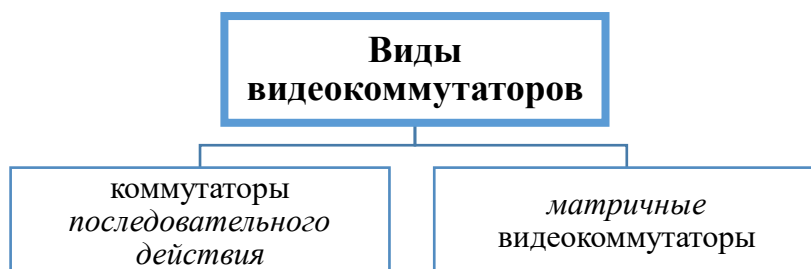 Виды
видеокоммутаторов
коммутаторы
последовательного
действия
матричные
видеокоммутаторы